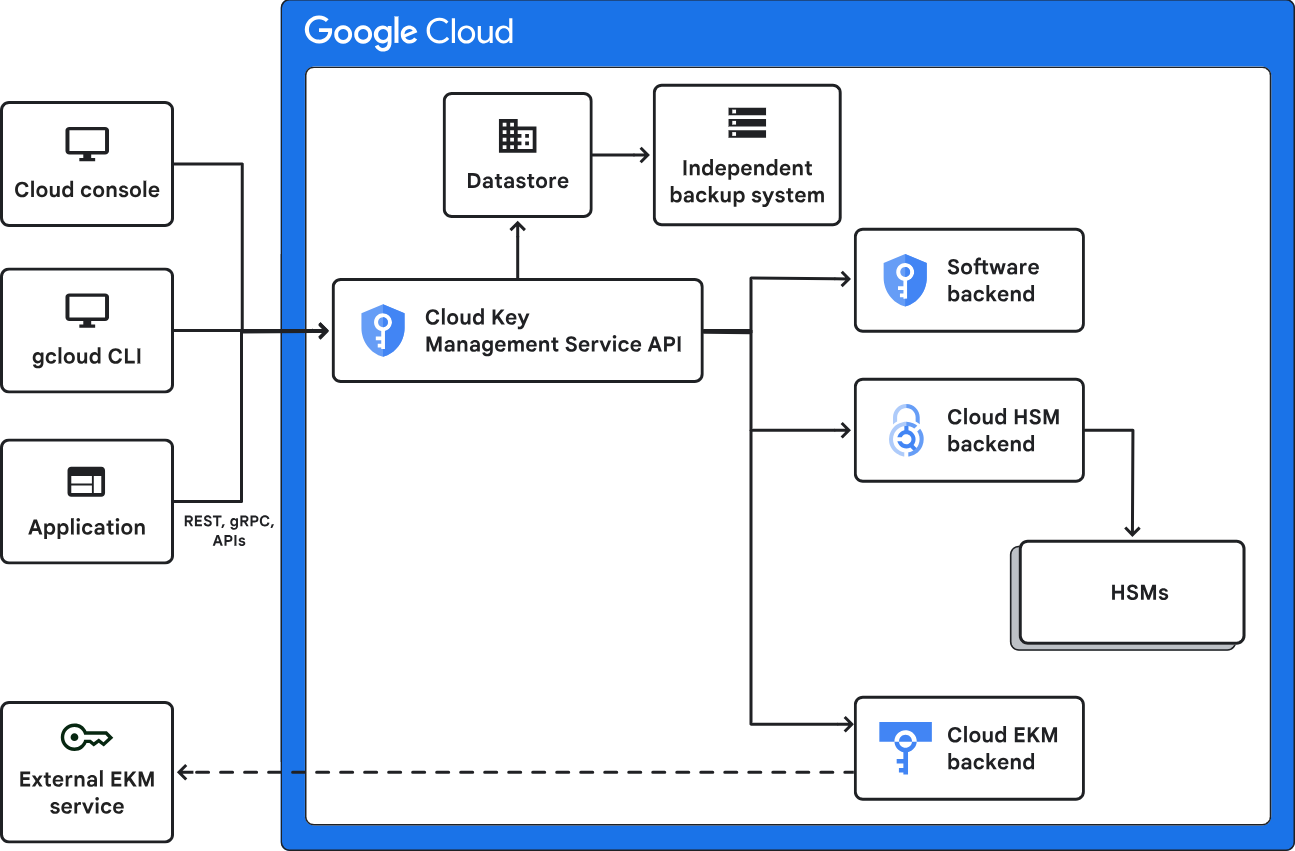 Google Cloud
Cloud console
gcloud CLI
Application
REST, gRPC,
APIs
External EKM
service
Datastore
Independent
backup system
Cloud Key
Management Service API
Software
backend
Cloud HSM
backend
HSMs
Cloud EKM
backend